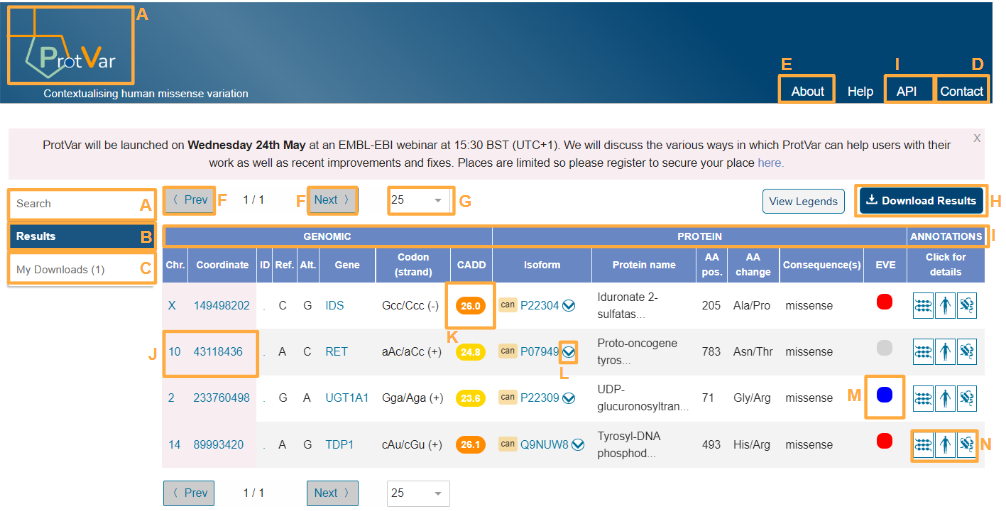 A
ProtVar
Contextualising human missense variation
E
I
D
About
Help
API
Contact
ProtVar will be launched on Wednesday 24th May at an EMBL-EBI webinar at 15:30 BST (UTC+1). We will discuss the various ways in which ProtVar can help users with their
work as well as recent improvements and fixes. Places are limited so please register to secure your place here.
X
Search A
Results B
My Downloads (1) C
〈 Prev F 1 / 1 F Next 〉 25 G View Legends Download Results H
GENOMIC PROTEIN ANNOTATIONS I
Chr. Coordinate ID Ref. Alt. Gene Codon (strand) CADD Isoform Protein name AA pos. AA change Consequence(s) EVE Click for details
X 149498202 . C G IDS Gcc/Ccc (-) 26.0 can P22304 Iduronate 2-sulfatas... 205 Ala/Pro missense
K
J 10 43118436 . A C RET aAc/aCc (+) 24.8 can P07949 Proto-oncogene tyros... 783 Asn/Thr missense
L
2 233760498 . G A UGT1A1 Gga/Aga (+) 23.6 can P22309 UDP-glucuronosyltran... 71 Gly/Arg missense M
14 89993420 . A G TDP1 cAu/cGu (+) 26.1 can Q9NUW8 Tyrosyl-DNA phosphod... 493 His/Arg missense N
〈 Prev 1 / 1 Next 〉 25